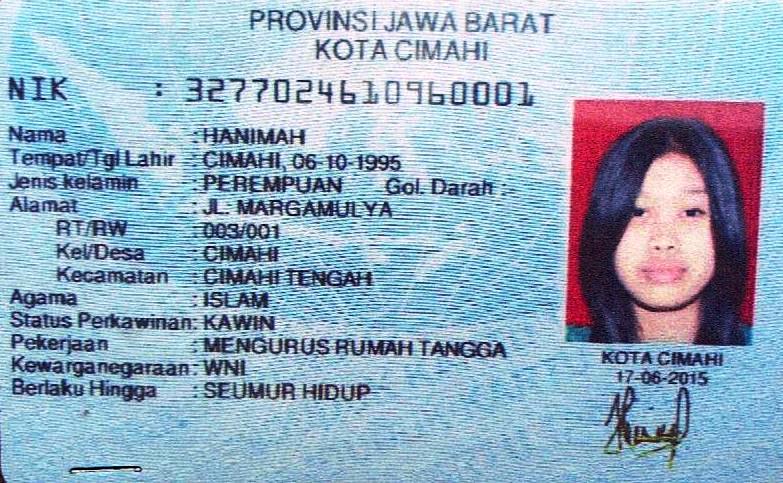 PROVINSI JAWA BARAT
KOTA CIMAHI
NIK : 3277024610960001
Nama : HANIMAH
Tempat/Tgl Lahir : CIMAHI, 06-10-1995
Jenis kelamin : PEREMPUAN Gol. Darah :-
Alamat : JL. MARGAMULYA
RT/RW : 003/001
Kel/Desa : CIMAHI
Kecamatan : CIMAHI TENGAH
Agama : ISLAM
Status Perkawinan: KAWIN
Pekerjaan : MENGURUS RUMAH TANGGA
Kewarganegaraan: WNI
Berlaku Hingga : SEUMUR HIDUP
KOTA CIMAHI
17-06-2015